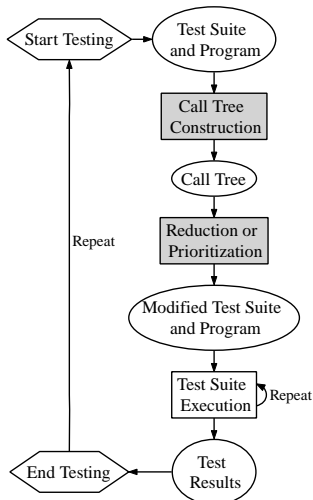 Start Testing
Test Suite
and Program
Call Tree
Construction
Call Tree
Reduction or
Prioritization
Repeat
Modified Test Suite
and Program
Test Suite
Execution
Repeat
End Testing
Test
Results